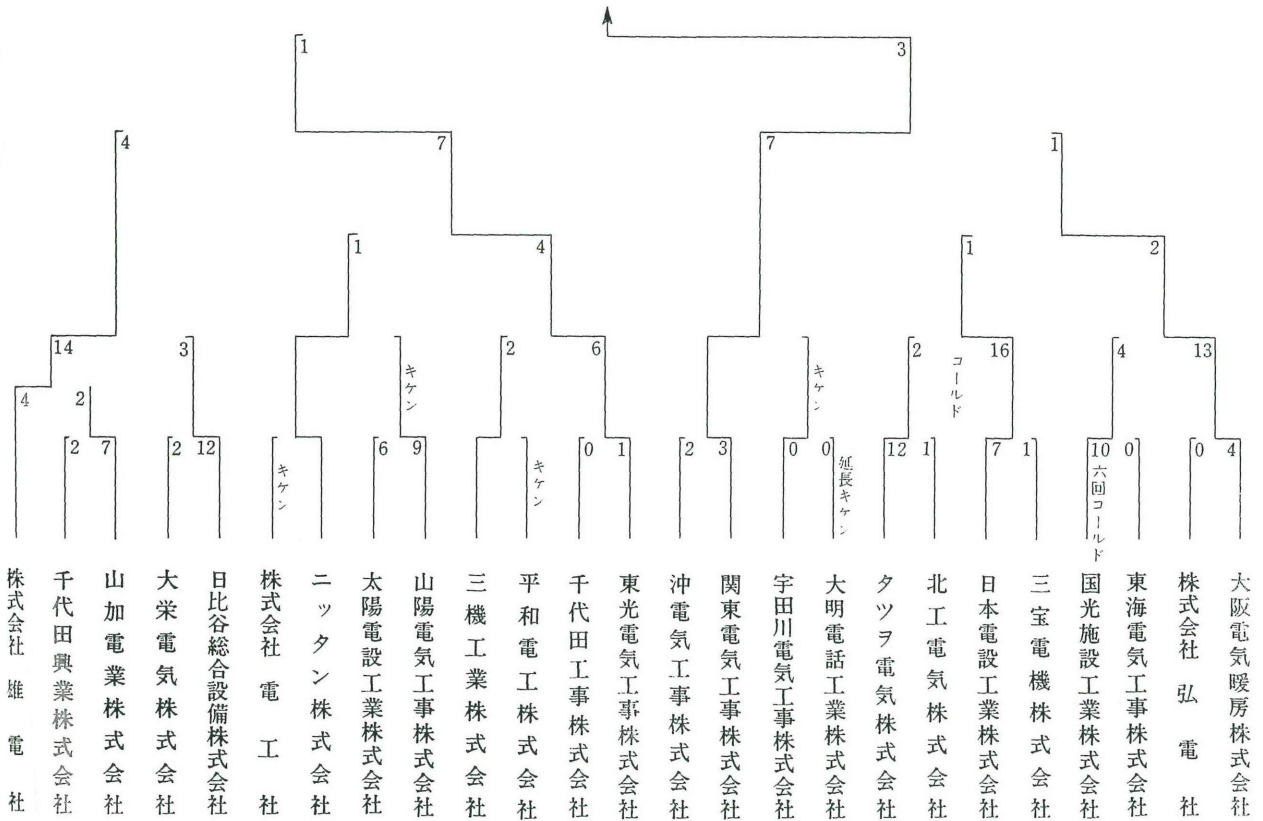 1
3
4
7
7
1
1
4
1
2
14
3
キケン
2
6
キケン
2
コールド
16
4
13
4
2
2
7
2
12
キケン
6
9
キケン
0
1
2
3
0
0
延長キケン
12
1
7
1
10
六回コールド
0
0
4
株式会社雄電社
千代田興業株式会社
山加電業株式会社
大栄電気株式会社
日比谷総合設備株式会社
株式会社電工社
ニッタン株式会社
太陽電設工業株式会社
山陽電気工事株式会社
三機工業株式会社
平和電工株式会社
千代田工事株式会社
東光電気工事株式会社
沖電気工事株式会社
関東電気工事株式会社
宇田川電気工事株式会社
大明電話工業株式会社
タツヲ電気株式会社
北工電気株式会社
日本電設工業株式会社
三宝電機株式会社
国光施設工業株式会社
東海電気工事株式会社
株式会社弘電社
大阪電気暖房株式会社